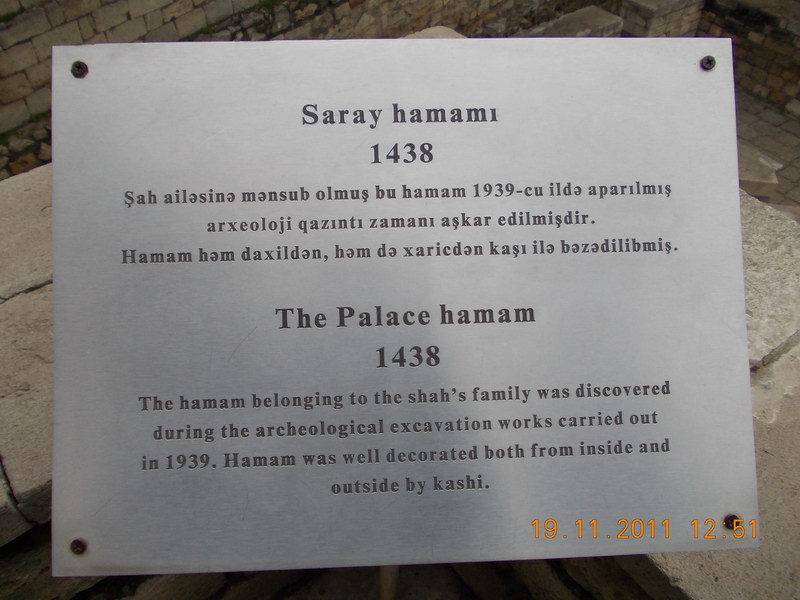 Saray hamamı
1438
Şah ailəsinə mənsub olmuş bu hamam 1939-cu ildə aparılmış
arxeoloji qazıntı zamanı aşkar edilmişdir.
Hamam həm daxildən, həm də xaricdən kaşı ilə bəzədilibmiş.
The Palace hamam
1438
The hamam belonging to the shah's family was discovered
during the archeological excavation works carried out
in 1939. Hamam was well decorated both from inside and
outside by kashi.
19.11.2011 12:51